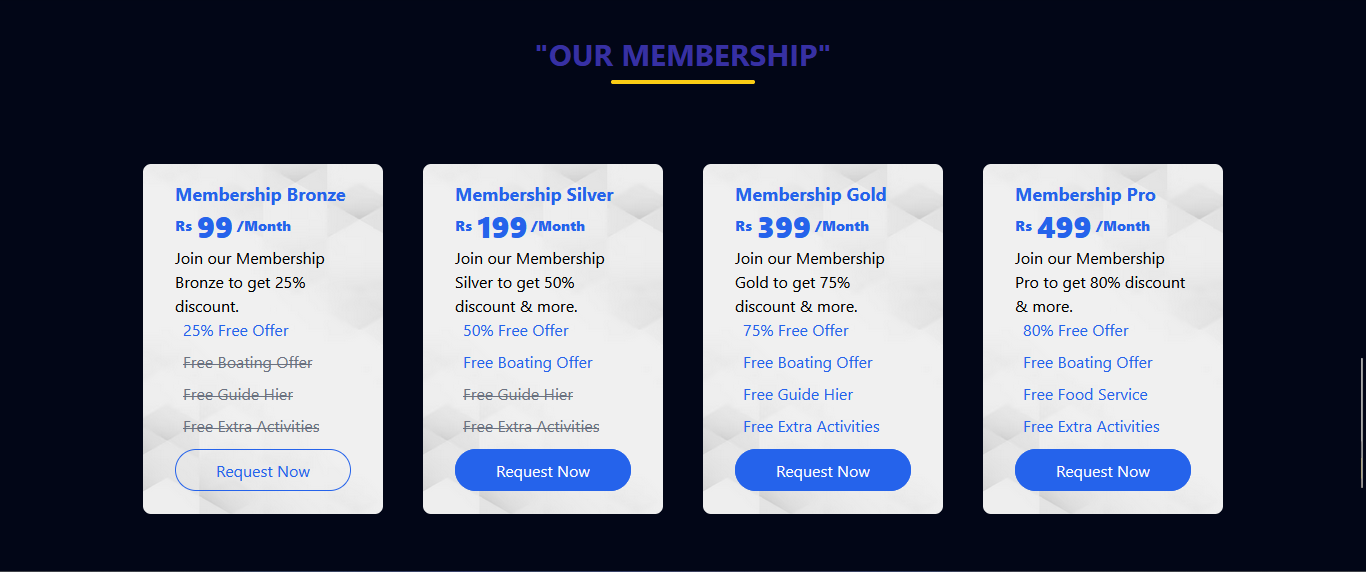 "OUR MEMBERSHIP"
Membership Bronze
Rs 99 /Month
Join our Membership
Bronze to get 25%
discount.
25% Free Offer
Free Boating Offer
Free Guide Hier
Free Extra Activities
Request Now
Membership Silver
Rs 199 /Month
Join our Membership
Silver to get 50%
discount & more.
50% Free Offer
Free Boating Offer
Free Guide Hier
Free Extra Activities
Request Now
Membership Gold
Rs 399 /Month
Join our Membership
Gold to get 75%
discount & more.
75% Free Offer
Free Boating Offer
Free Guide Hier
Free Extra Activities
Request Now
Membership Pro
Rs 499 /Month
Join our Membership
Pro to get 80% discount
& more.
80% Free Offer
Free Boating Offer
Free Food Service
Free Extra Activities
Request Now